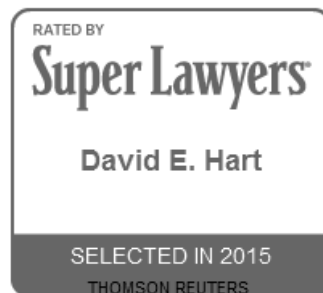 RATED BY
Super Lawyers
David E. Hart
SELECTED IN 2015
THOMSON REUTERS